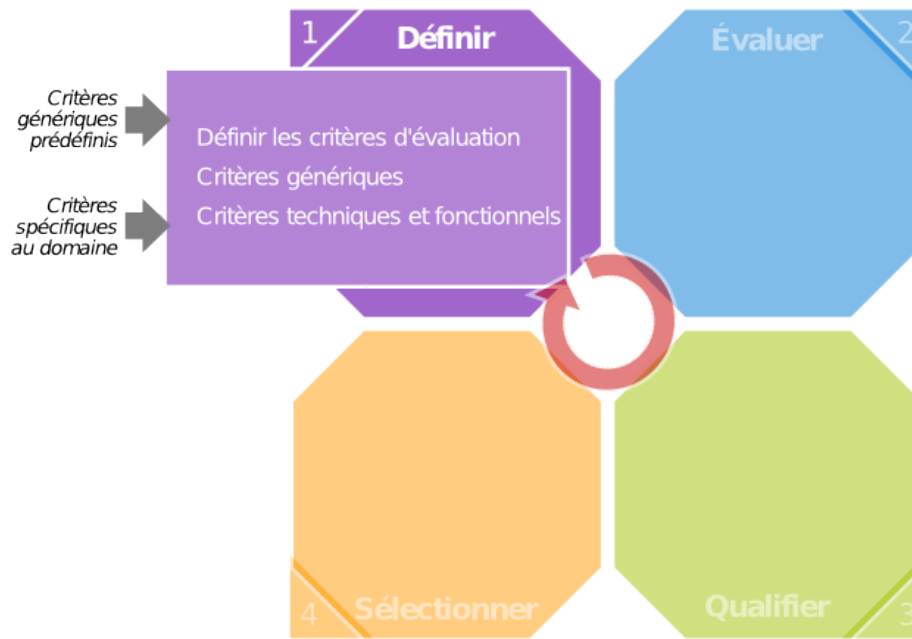 1
Définir
Évaluer
2
Critères
génériques
prédéfinis
Définir les critères d'évaluation
Critères génériques
Critères techniques et fonctionnels
Critères
spécifiques
au domaine
4
Sélectionner
Qualifier
3